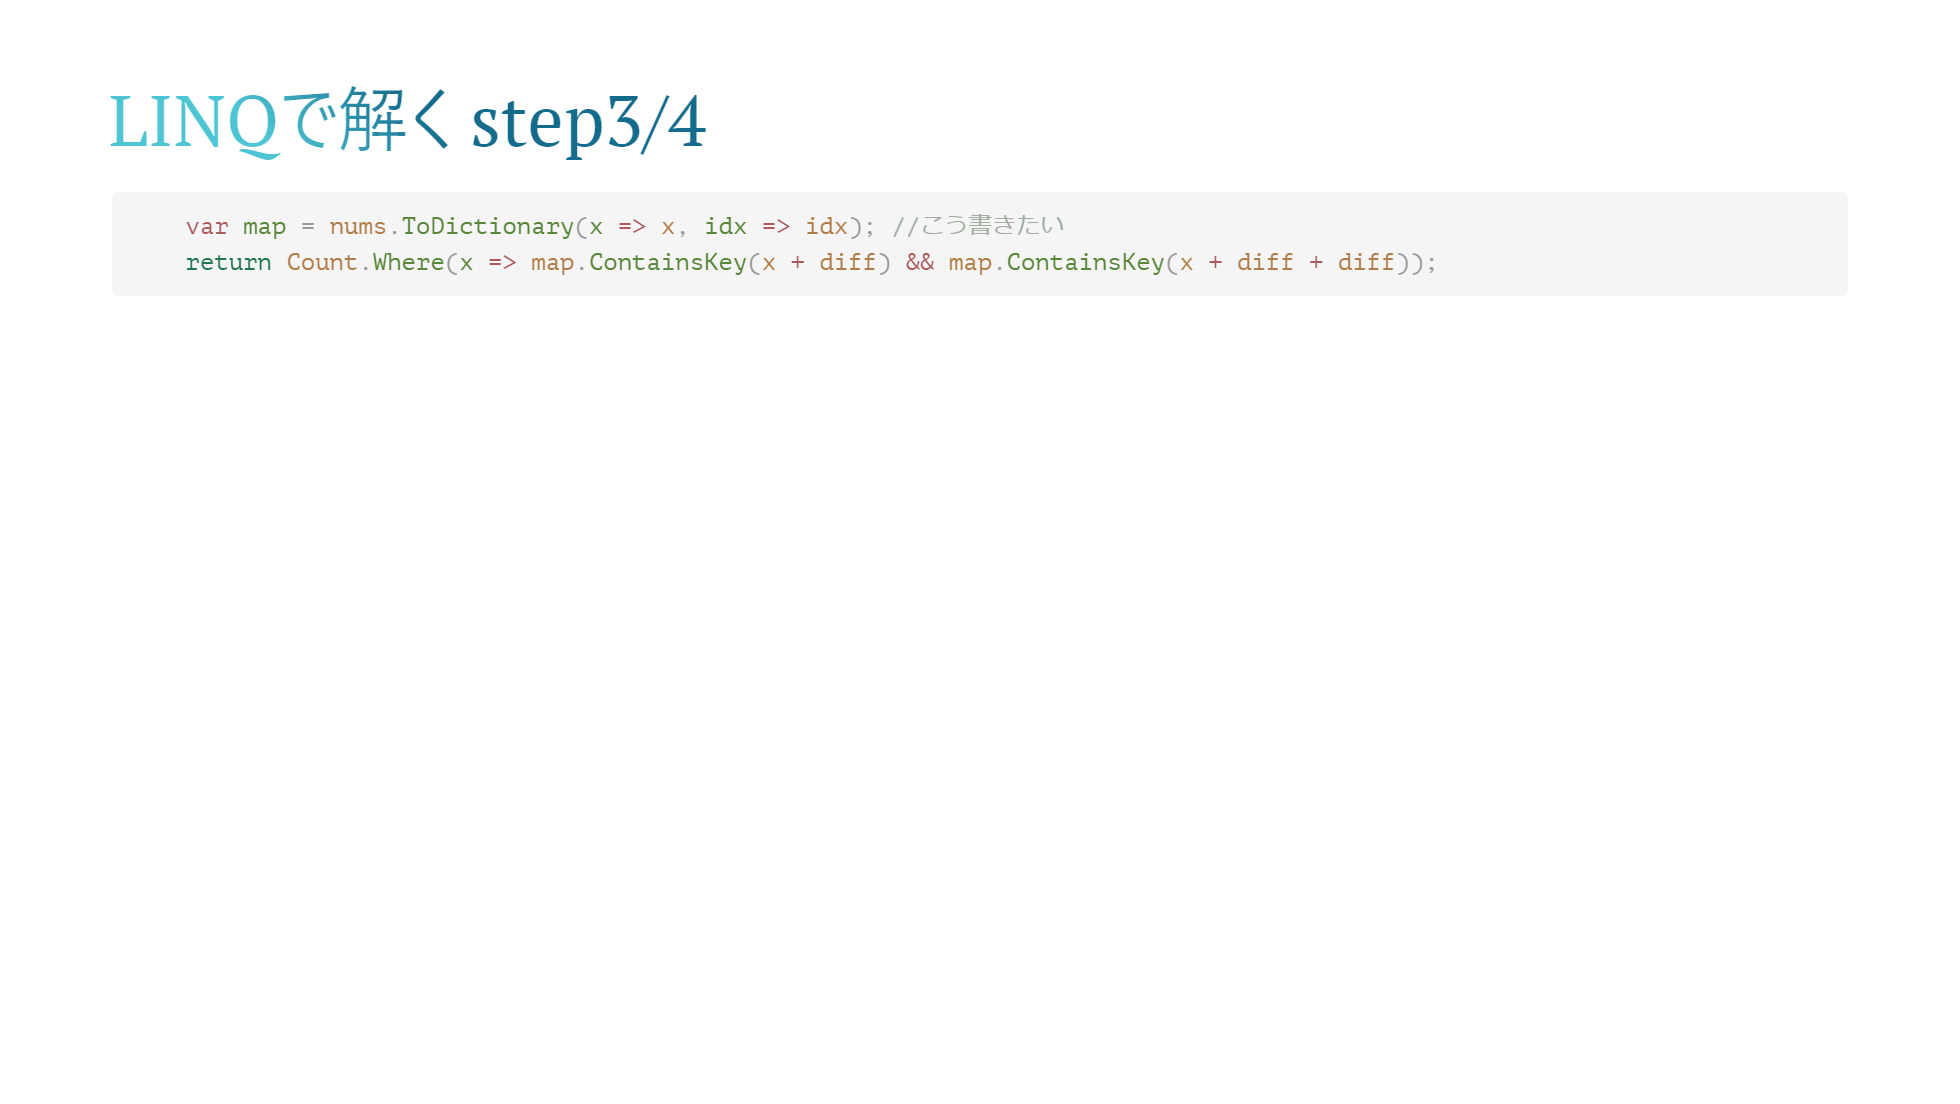 LINQで解く step3/4
var map = nums.ToDictionary(x => x, idx => idx); //こう書きたい
return Count.Where(x => map.ContainsKey(x + diff) && map.ContainsKey(x + diff + diff));